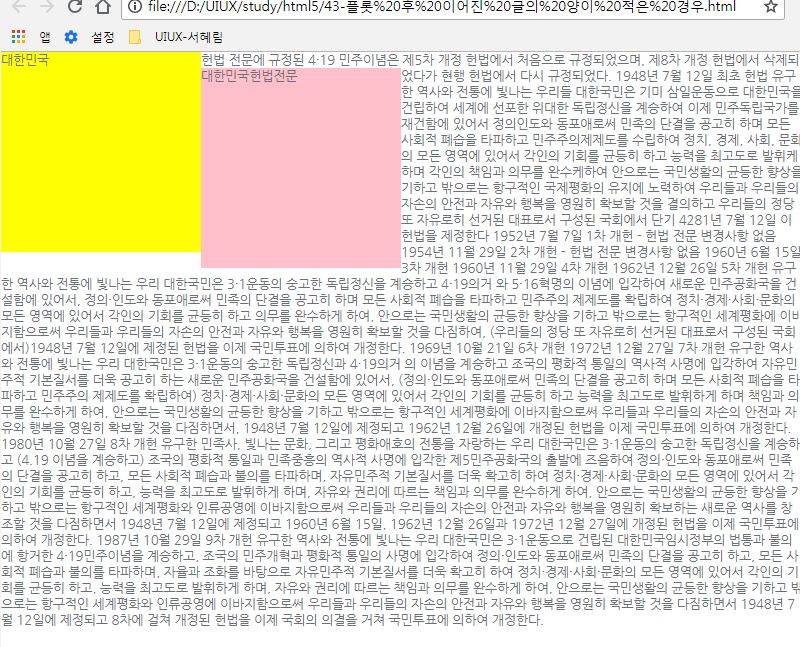 file:///D:/UIUX/study/html5/43-플롯%20후%20이어진%20글의%20양이%20적은%20경우.html
앱 설정 UIUX-서혜림
대한민국
헌법 전문에 규정된 4·19 민주이념은 제5차 개정 헌법에서 처음으로 규정되었으며, 제8차 개정 헌법에서 삭제되
대한민국헌법전문
었다가 현행 헌법에서 다시 규정되었다. 1948년 7월 12일 최초 헌법 유구
한 역사와 전통에 빛나는 우리들 대한국민은 기미 삼일운동으로 대한민국을
건립하여 세계에 선포한 위대한 독립정신을 계승하여 이제 민주독립국가를
재건함에 있어서 정의인도와 동포애로써 민족의 단결을 공고히 하며 모든
사회적 폐습을 타파하고 민주주의제제도를 수립하여 정치, 경제, 사회, 문화
의 모든 영역에 있어서 각인의 기회를 균등히 하고 능력을 최고도로 발휘케
하며 각인의 책임과 의무를 완수케하여 안으로는 국민생활의 균등한 향상을
기하고 밖으로는 항구적인 국제평화의 유지에 노력하여 우리들과 우리들의
자손의 안전과 자유와 행복을 영원히 확보할 것을 결의하고 우리들의 정당
또 자유로히 선거된 대표로서 구성된 국회에서 단기 4281년 7월 12일 이
헌법을 제정한다 1952년 7월 7일 1차 개헌 - 헌법 전문 변경사항 없음
1954년 11월 29일 2차 개헌 - 헌법 전문 변경사항 없음 1960년 6월 15일
3차 개헌 1960년 11월 29일 4차 개헌 1962년 12월 26일 5차 개헌 유구
한 역사와 전통에 빛나는 우리 대한국민은 3·1운동의 숭고한 독립정신을 계승하고 4·19의거 와 5·16혁명의 이념에 입각하여 새로운 민주공화국을 건
설함에 있어서, 정의·인도와 동포애로써 민족의 단결을 공고히 하며 모든 사회적 폐습을 타파하고 민주주의 제제도를 확립하여 정치·경제·사회·문화의
모든 영역에 있어서 각인의 기회를 균등히 하고 능력을 최고도로 발휘하게 하며 책임과 의무를 완수하게 하여, 안으로는 국민생활의 균등한 향상을 기하고 밖으로는 항구적인 세계평화에 이바
지함으로써 우리들과 우리들의 자손의 안전과 자유와 행복을 영원히 확보할 것을 다짐하여, (우리들의 정당 또 자유로히 선거된 대표로서 구성된 국회
에서)1948년 7월 12일에 제정된 헌법을 이제 국민투표에 의하여 개정한다. 1969년 10월 21일 6차 개헌 1972년 12월 27일 7차 개헌 유구한 역사
와 전통에 빛나는 우리 대한국민은 3·1운동의 숭고한 독립정신과 4·19의거 의 이념을 계승하고 조국의 평화적 통일의 역사적 사명에 입각하여 자유민
주적 기본질서를 더욱 공고히 하는 새로운 민주공화국을 건설함에 있어서, (정의·인도와 동포애로써 민족의 단결을 공고히 하며 모든 사회적 폐습을 타
파하고 민주주의 제제도를 확립하여) 정치·경제·사회·문화의 모든 영역에 있어서 각인의 기회를 균등히 하고 능력을 최고도로 발휘하게 하며 책임과 의
무를 완수하게 하여, 안으로는 국민생활의 균등한 향상을 기하고 밖으로는 항구적인 세계평화에 이바지함으로써 우리들과 우리들의 자손의 안전과 자
유와 행복을 영원히 확보할 것을 다짐하면서, 1948년 7월 12일에 제정되고 1962년 12월 26일에 개정된 헌법을 이제 국민투표에 의하여 개정한다.
1980년 10월 27일 8차 개헌 유구한 민족사, 빛나는 문화, 그리고 평화애호의 전통을 자랑하는 우리 대한국민은 3·1운동의 숭고한 독립정신을 계승하
고 (4.19 이념을 계승하고) 조국의 평화적 통일과 민족중흥의 역사적 사명에 입각한 제5민주공화국의 출발에 즈음하여 정의·인도와 동포애로써 민족
의 단결을 공고히 하고, 모든 사회적 폐습과 불의를 타파하며, 자유민주적 기본질서를 더욱 확고히 하여 정치·경제·사회·문화의 모든 영역에 있어서 각
인의 기회를 균등히 하고, 능력을 최고도로 발휘하게 하며, 자유와 권리에 따르는 책임과 의무를 완수하게 하여, 안으로는 국민생활의 균등한 향상을 기
하고 밖으로는 항구적인 세계평화와 인류공영에 이바지함으로써 우리들과 우리들의 자손의 안전과 자유와 행복을 영원히 확보하는 새로운 역사를 창
조할 것을 다짐하면서 1948년 7월 12일에 제정되고 1960년 6월 15일, 1962년 12월 26일과 1972년 12월 27일에 개정된 헌법을 이제 국민투표에
의하여 개정한다. 1987년 10월 29일 9차 개헌 유구한 역사와 전통에 빛나는 우리 대한국민은 3·1운동으로 건립된 대한민국임시정부의 법통과 불의
에 항거한 4·19민주이념을 계승하고, 조국의 민주개혁과 평화적 통일의 사명에 입각하여 정의·인도와 동포애로써 민족의 단결을 공고히 하고, 모든 사
회적 폐습과 불의를 타파하며, 자율과 조화를 바탕으로 자유민주적 기본질서를 더욱 확고히 하여 정치·경제·사회·문화의 모든 영역에 있어서 각인의 기
회를 균등히 하고, 능력을 최고도로 발휘하게 하며, 자유와 권리에 따르는 책임과 의무를 완수하게 하여, 안으로는 국민생활의 균등한 향상을 기하고 밖
으로는 항구적인 세계평화와 인류공영에 이바지함으로써 우리들과 우리들의 자손의 안전과 자유와 행복을 영원히 확보할 것을 다짐하면서 1948년 7
월 12일에 제정되고 8차에 걸쳐 개정된 헌법을 이제 국회의 의결을 거쳐 국민투표에 의하여 개정한다.